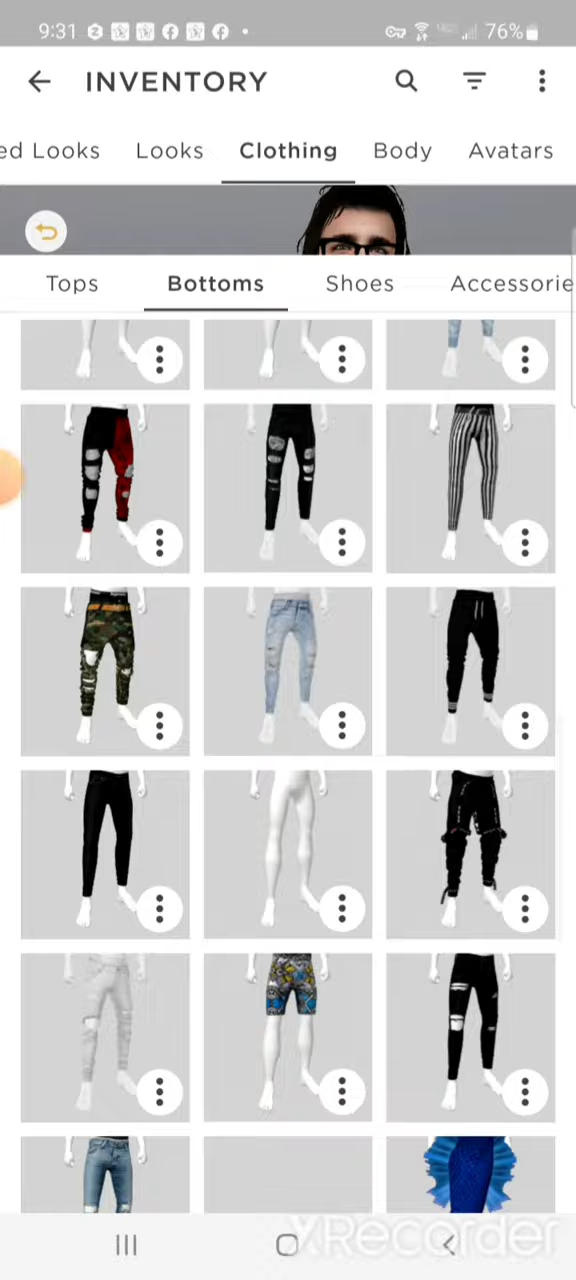 9:31 76%
INVENTORY
ed Looks Looks Clothing Body Avatars
Tops Bottoms Shoes Accessorie
XRecorder